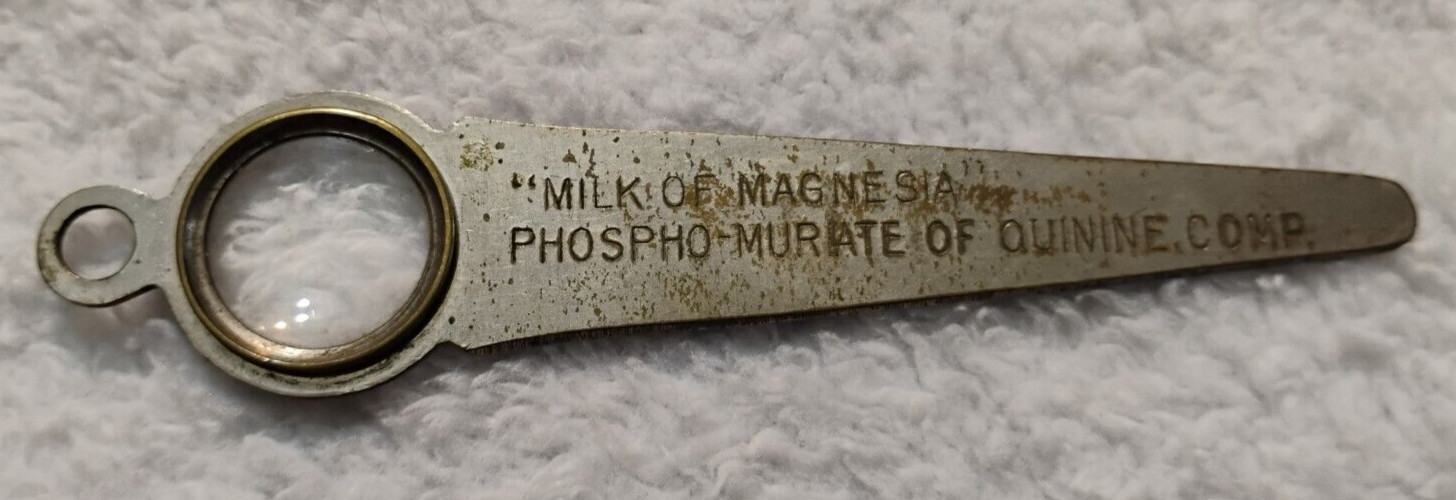 "MILK OF MAGNESIA"
PHOSPHO-MURIATE OF QUININE, COMP.